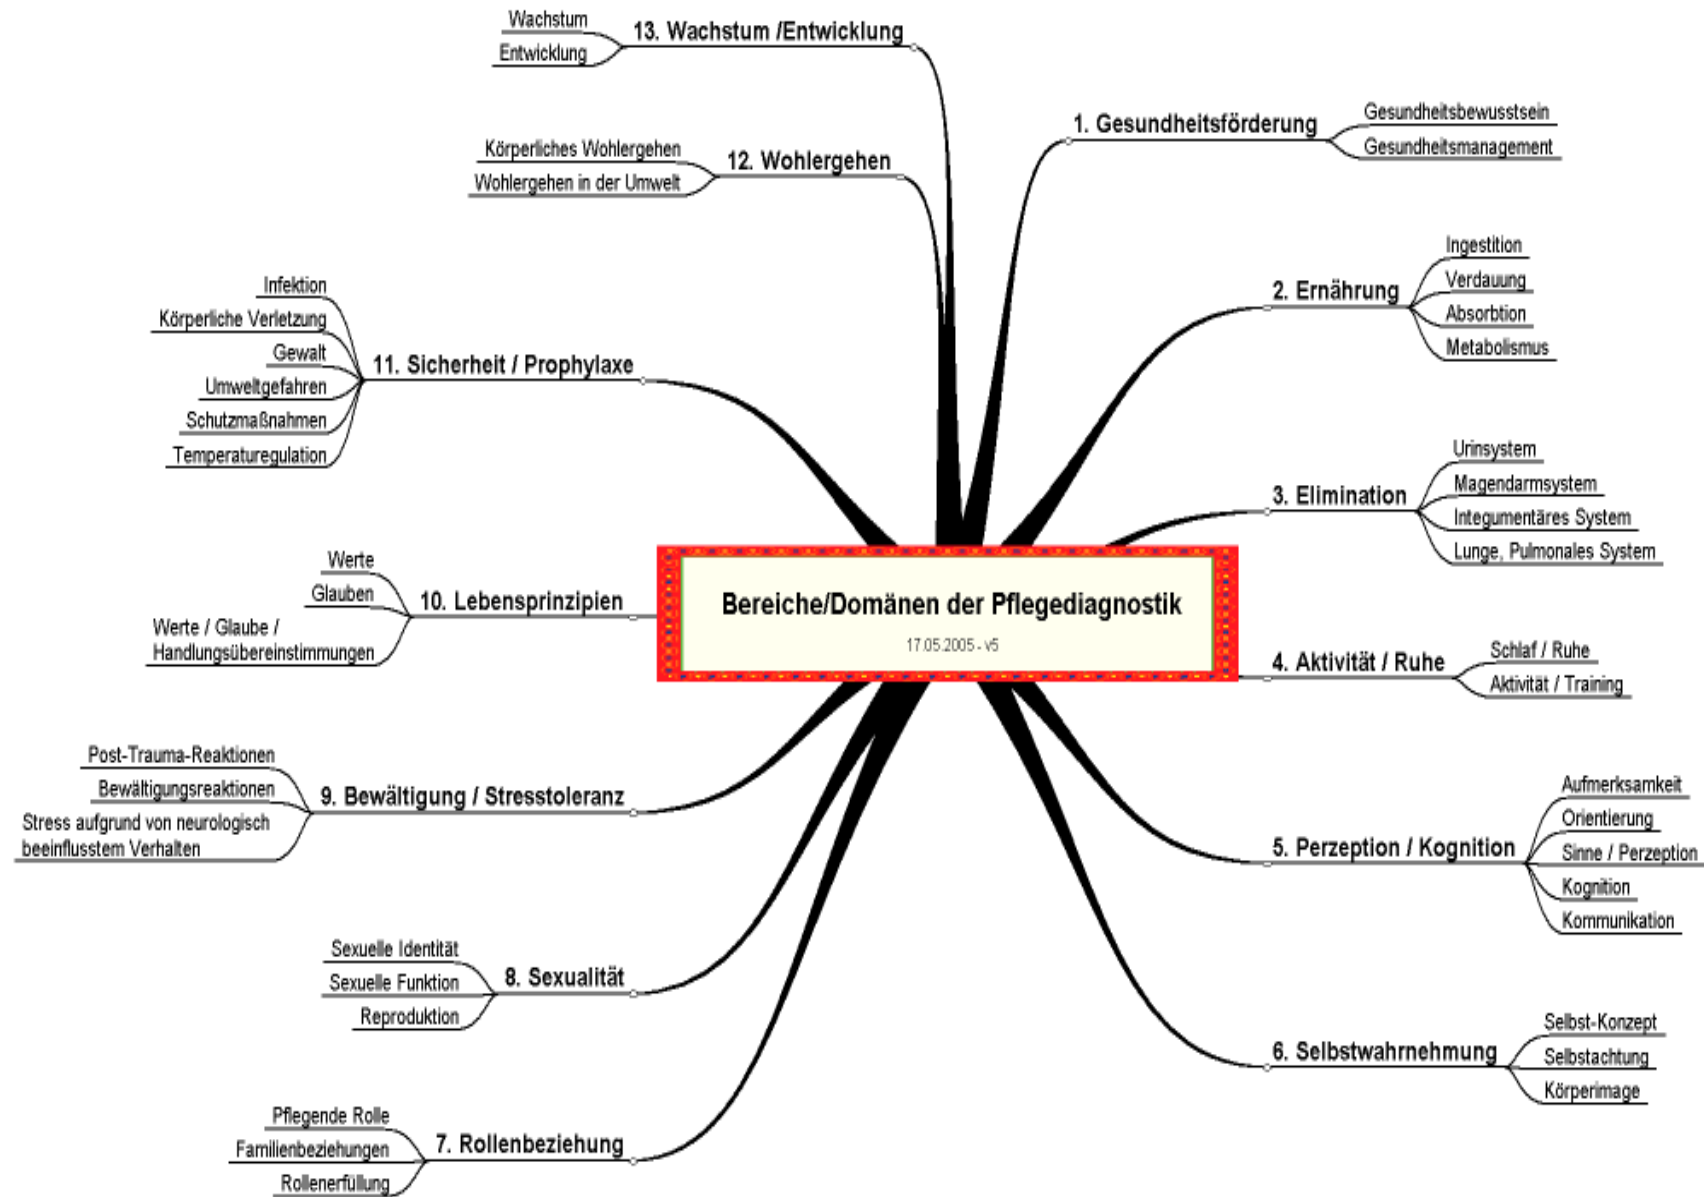 Bereiche/Domänen der Pflegediagnostik
17.05.2005 - v5
1. Gesundheitsförderung
Gesundheitsbewusstsein
Gesundheitsmanagement
2. Ernährung
Ingestition
Verdauung
Absorbtion
Metabolismus
3. Elimination
Urinsystem
Magendarmsystem
Integumentäres System
Lunge, Pulmonales System
4. Aktivität / Ruhe
Schlaf / Ruhe
Aktivität / Training
5. Perzeption / Kognition
Aufmerksamkeit
Orientierung
Sinne / Perzeption
Kognition
Kommunikation
6. Selbstwahrnehmung
Selbst-Konzept
Selbstachtung
Körperimage
7. Rollenbeziehung
Pflegende Rolle
Familienbeziehungen
Rollenerfüllung
8. Sexualität
Sexuelle Identität
Sexuelle Funktion
Reproduktion
9. Bewältigung / Stresstoleranz
Post-Trauma-Reaktionen
Bewältigungsreaktionen
Stress aufgrund von neurologisch
beeinflusstem Verhalten
10. Lebensprinzipien
Werte
Glauben
Werte / Glaube /
Handlungsübereinstimmungen
11. Sicherheit / Prophylaxe
Infektion
Körperliche Verletzung
Gewalt
Umweltgefahren
Schutzmaßnahmen
Temperaturegulation
12. Wohlergehen
Körperliches Wohlergehen
Wohlergehen in der Umwelt
13. Wachstum /Entwicklung
Wachstum
Entwicklung